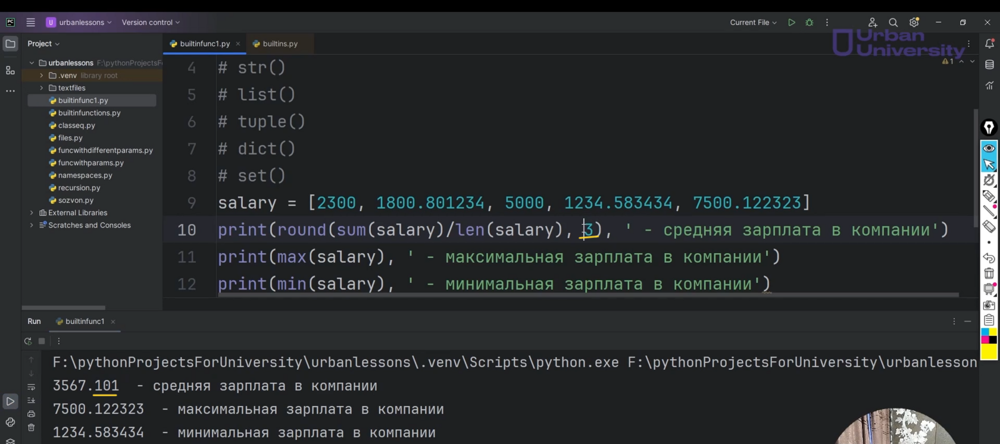 PC
U urbanlessons
Version control
Current File
Urban
University
Project
builtinfunc1.py
builtins.py
urbanlessons F:\pythonProjectsFo
.venv library root
textfiles
builtinfunc1.py
builtinfunctions.py
classeq.py
files.py
funcwithdifferentparams.py
funcwithparams.py
namespaces.py
recursion.py
sozvon.py
External Libraries
Scratches and Consoles
1
4 # str()
5 # list()
6 # tuple()
7 # dict()
8 # set()
9 salary = [2300, 1800.801234, 5000, 1234.583434, 7500.122323]
10 print(round(sum(salary)/len(salary), 3), ' - средняя зарплата в компании')
11 print(max(salary), ' - максимальная зарплата в компании')
12 print(min(salary), ' - минимальная зарплата в компании')
Run
builtinfunc1
F:\pythonProjectsForUniversity\urbanlessons\.venv\Scripts\python.exe F:\pythonProjectsForUniversity\urbanlesson
3567.101  - средняя зарплата в компании
7500.122323  - максимальная зарплата в компании
1234.583434  - минимальная зарплата в компании